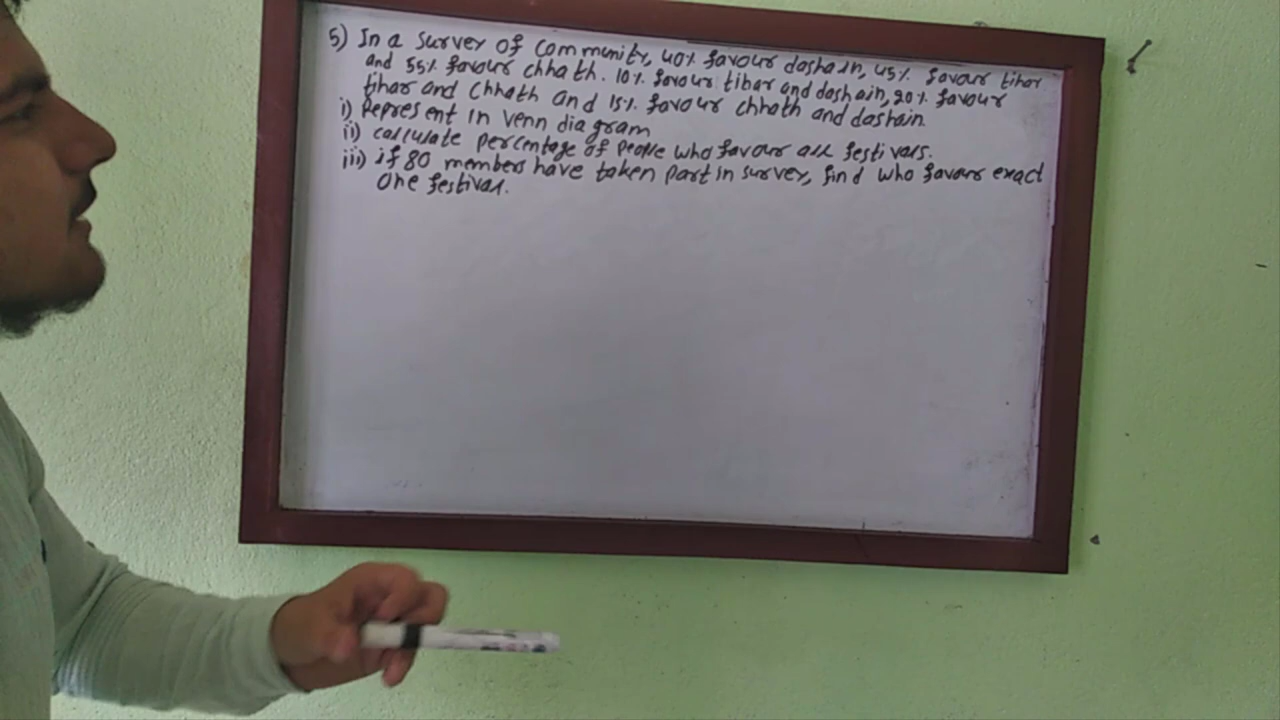 5) In a survey of community, 40% favour dashain, 45% favour tihar
and 55% favour chhath. 10% favour tihar and dashain, 20% favour
tihar and Chhath and 15% favour chhath and dashain.
i) Represent in venn diagram
ii) calculate percentage of people who favour all festivals.
iii) if 80 members have taken part in survey, find who favour exact
one festival.